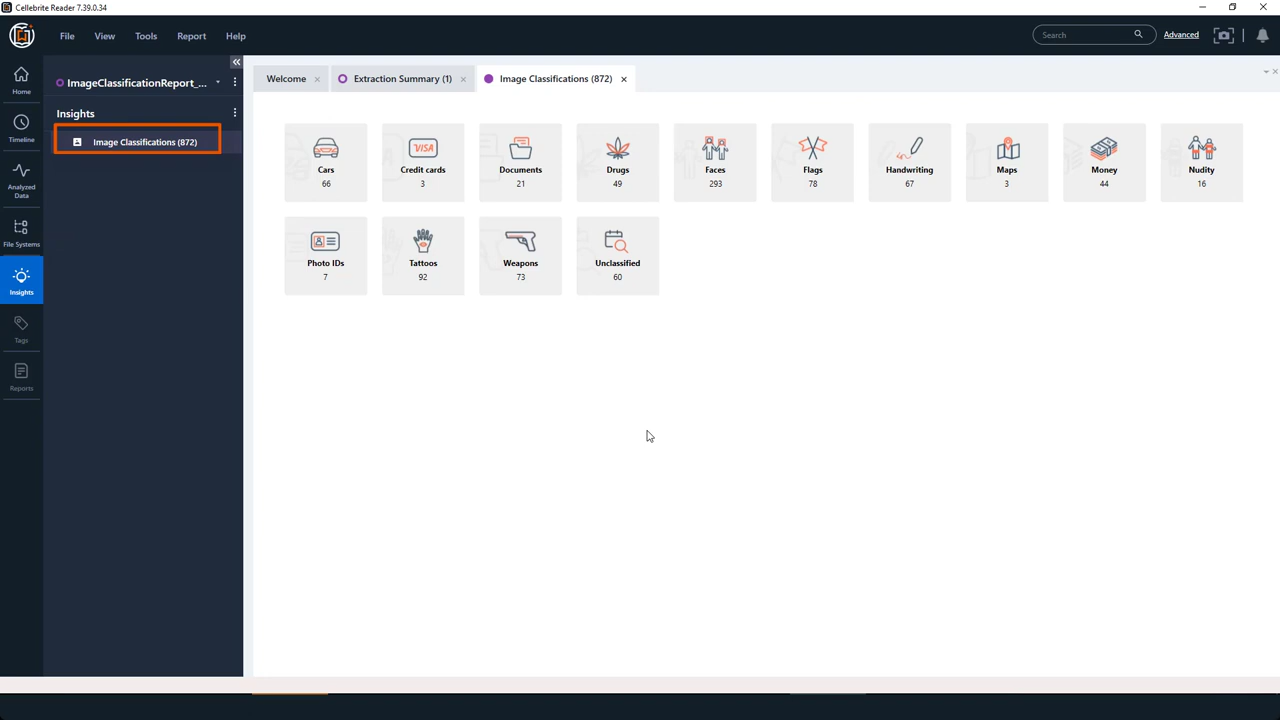 Cellebrite Reader 7.39.0.34
File View Tools Report Help
Search
Advanced
Home
Timeline
Analyzed
Data
File Systems
Insights
Tags
Reports
ImageClassificationReport_...
Insights
Image Classifications (872)
Welcome
Extraction Summary (1)
Image Classifications (872)
Cars
66
VISA
Credit cards
3
Documents
21
Drugs
49
Faces
293
Flags
78
Handwriting
67
Maps
3
Money
44
Nudity
16
Photo IDs
7
Tattoos
92
Weapons
73
Unclassified
60